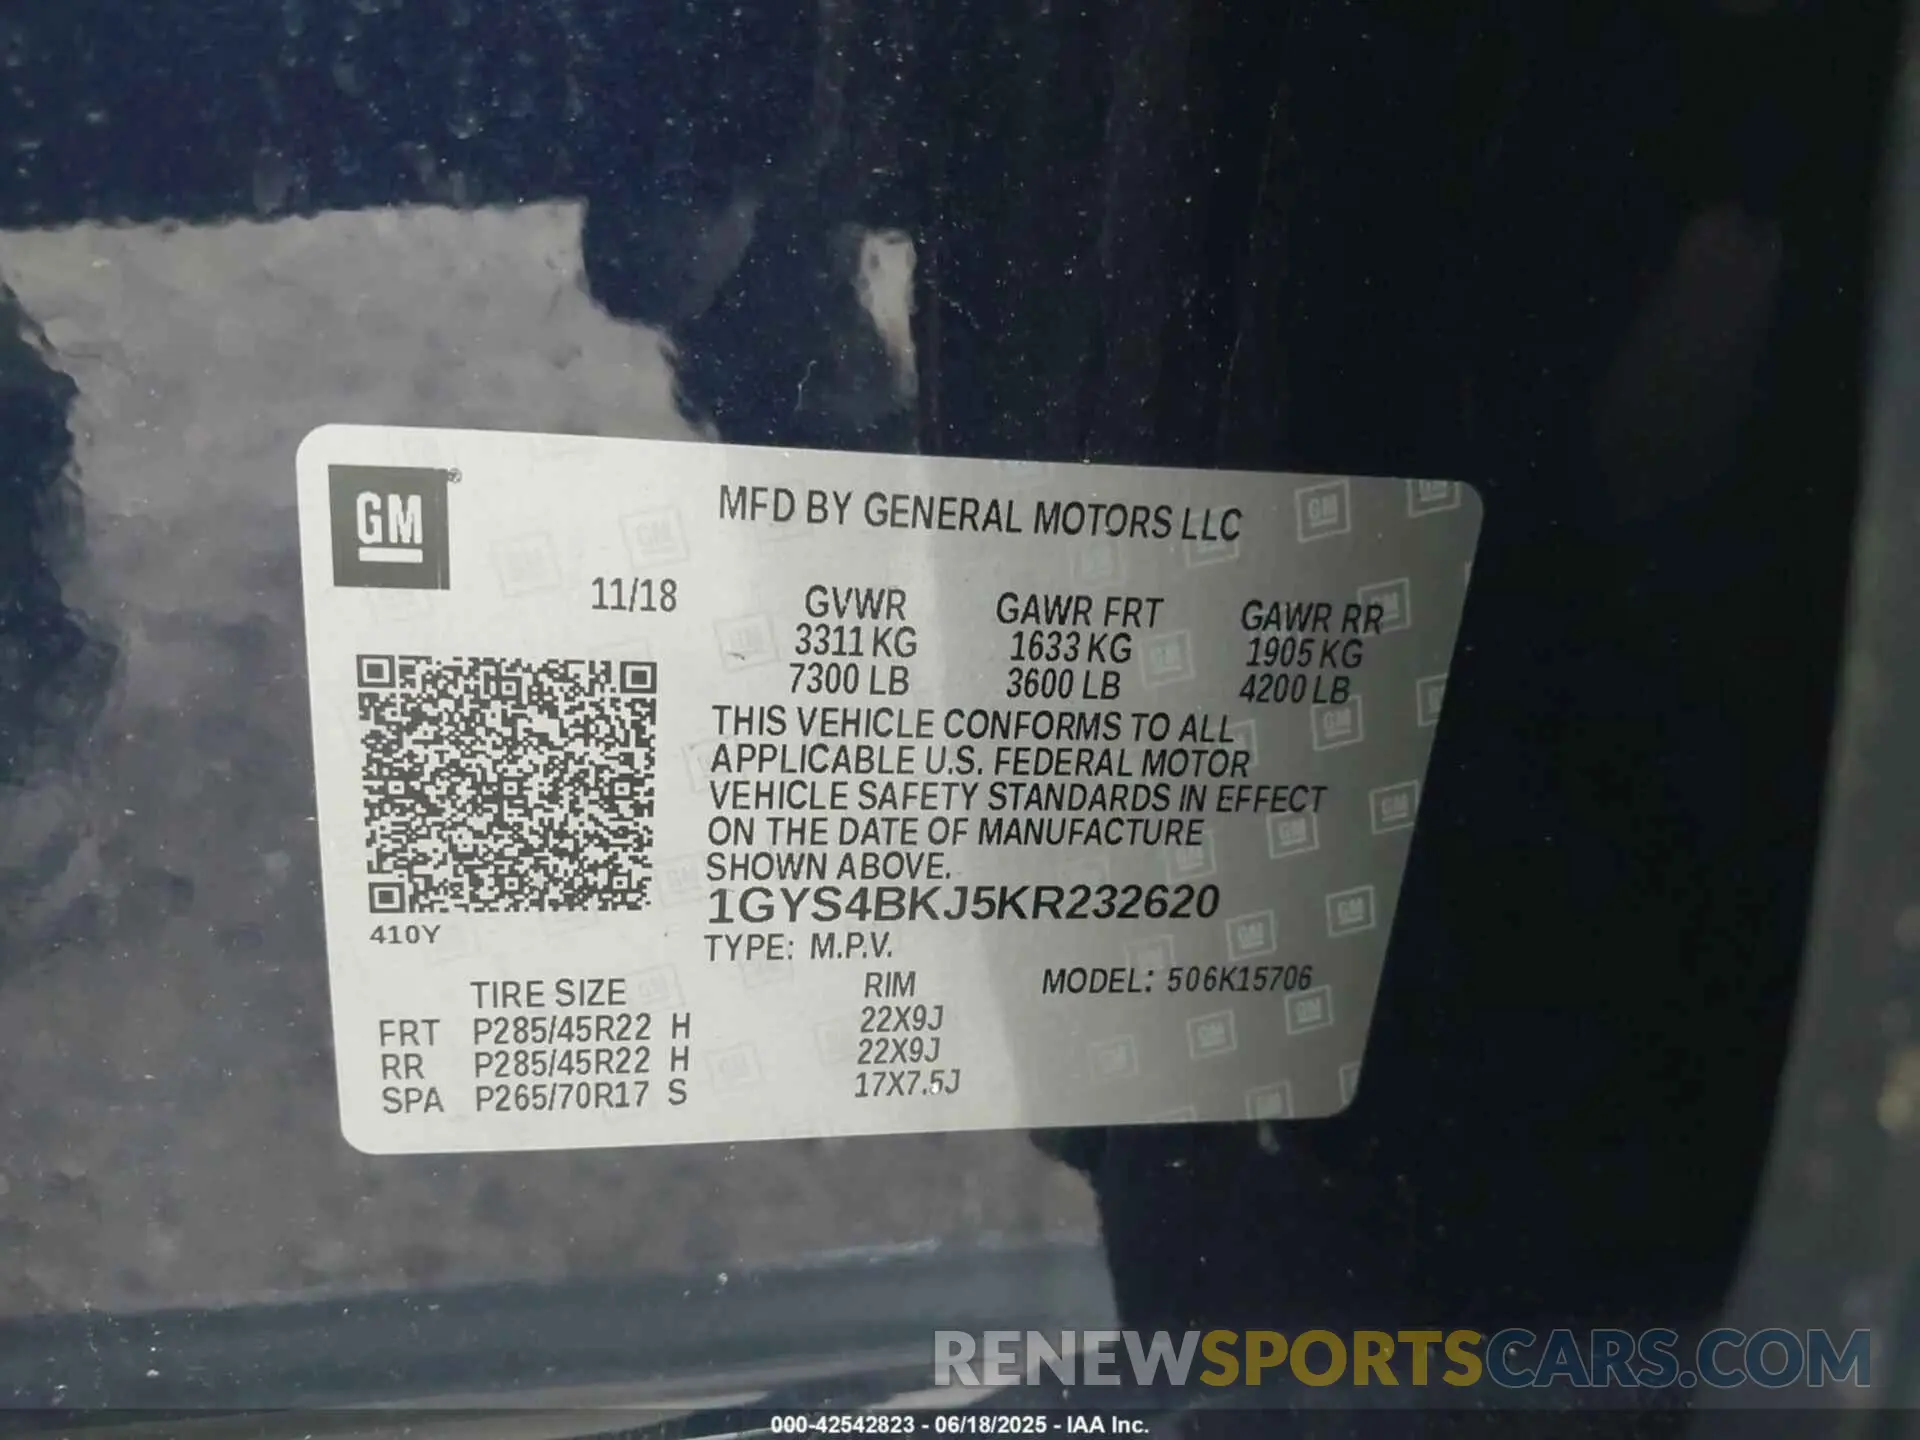 GM
®
MFD BY GENERAL MOTORS LLC
11/18
GVWR GAWR FRT GAWR RR
3311 KG 1633 KG 1905 KG
7300 LB 3600 LB 4200 LB
THIS VEHICLE CONFORMS TO ALL
APPLICABLE U.S. FEDERAL MOTOR
VEHICLE SAFETY STANDARDS IN EFFECT
ON THE DATE OF MANUFACTURE
SHOWN ABOVE.
1GYS4BKJ5KR232620
410Y
TYPE: M.P.V.
TIRE SIZE RIM MODEL: 506K15706
FRT P285/45R22 H 22X9J
RR P285/45R22 H 22X9J
SPA P265/70R17 S 17X7.5J
RENEWSPORTSCARS.COM
000-42542823 - 06/18/2025 - IAA Inc.